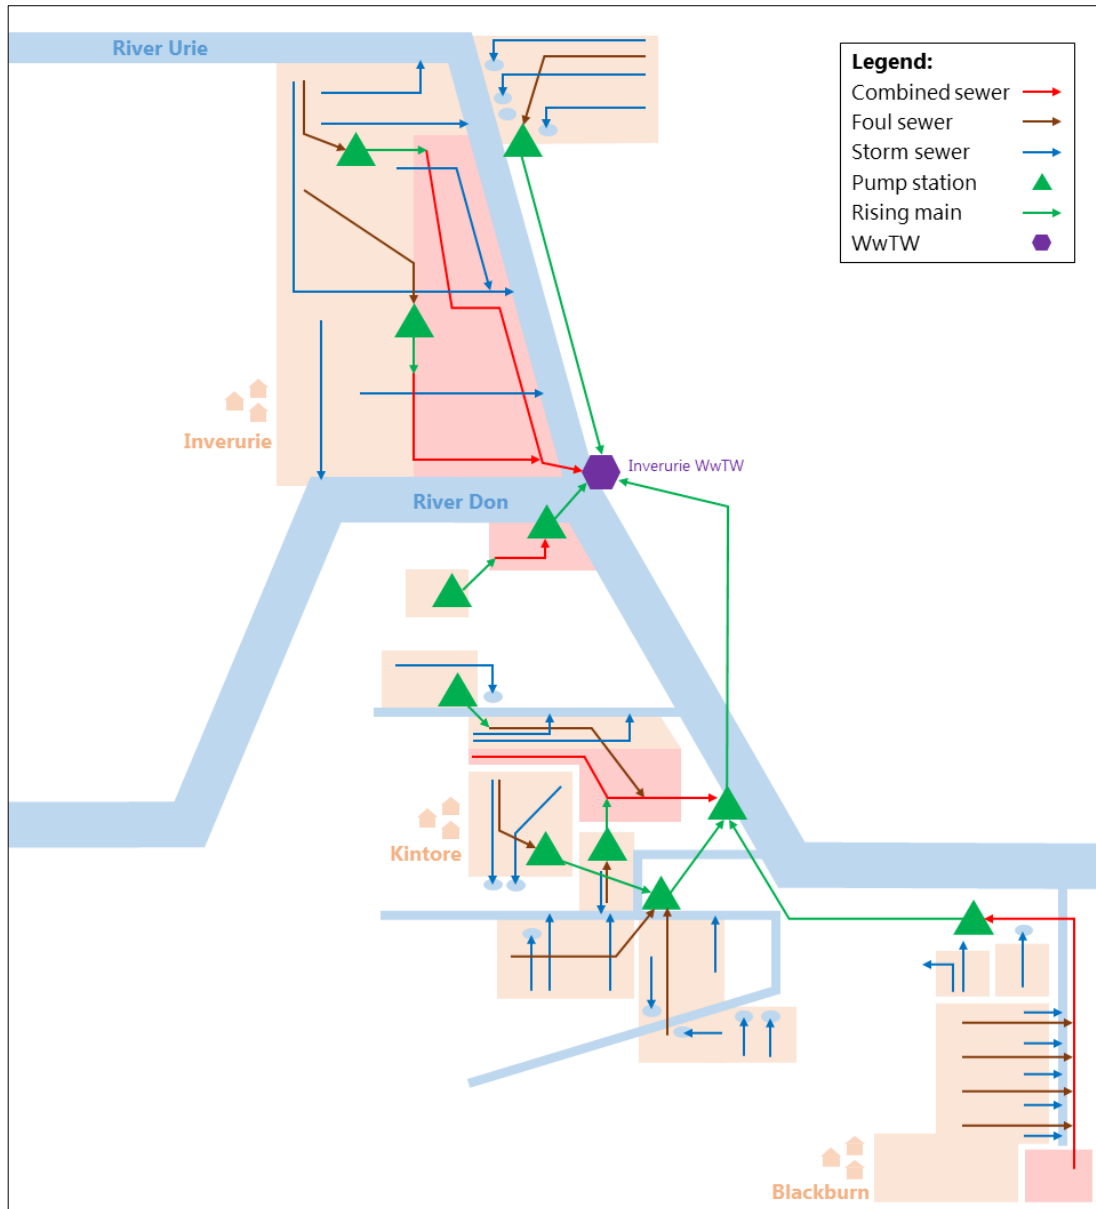 River Urie
Legend:
Combined sewer
Foul sewer
Storm sewer
Pump station
Rising main
WwTW
Inverurie
Inverurie WwTW
River Don
Kintore
Blackburn